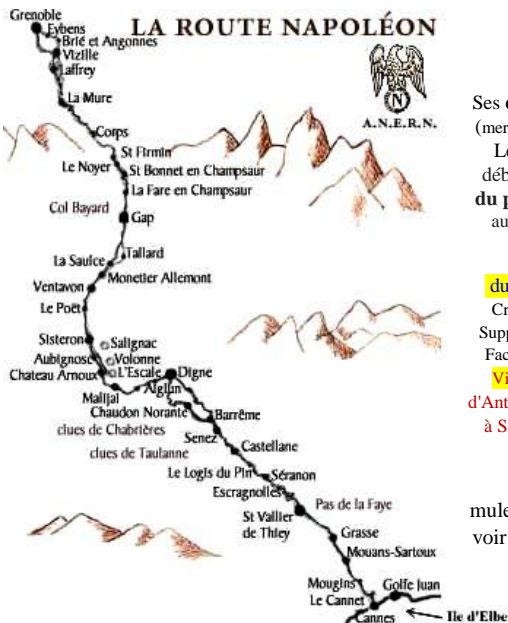 LA ROUTE NAPOLÉON
N
A.N.E.R.N.
Grenoble
Eybens
Brié et Angonnes
Vizille
Laffrey
La Mure
Corps
St Firmin
Le Noyer
St Bonnet en Champsaur
La Fare en Champsaur
Col Bayard
Gap
Tallard
La Saulce
Monetier Allemont
Ventavon
Le Poët
Sisteron
Salignac
Aubignosc
Volonne
Chateau Arnoux
L'Escale
Digne
Malijai
Aiglun
Chaudon Norante
Barrême
clues de Chabrières
Senez
clues de Taulanne
Castellane
Le Logis du Pin
Séranon
Escragnolles
Pas de la Faye
St Vallier
de Thiey
Grasse
Mouans-Sartoux
Mougins
Golfe Juan
Le Cannet
Cannes
Ile d'Elbe
Ses
(mer
débu
du p
au
du
Cr
Supp
Fac
Vi
d'Ant
à S
mule
voir